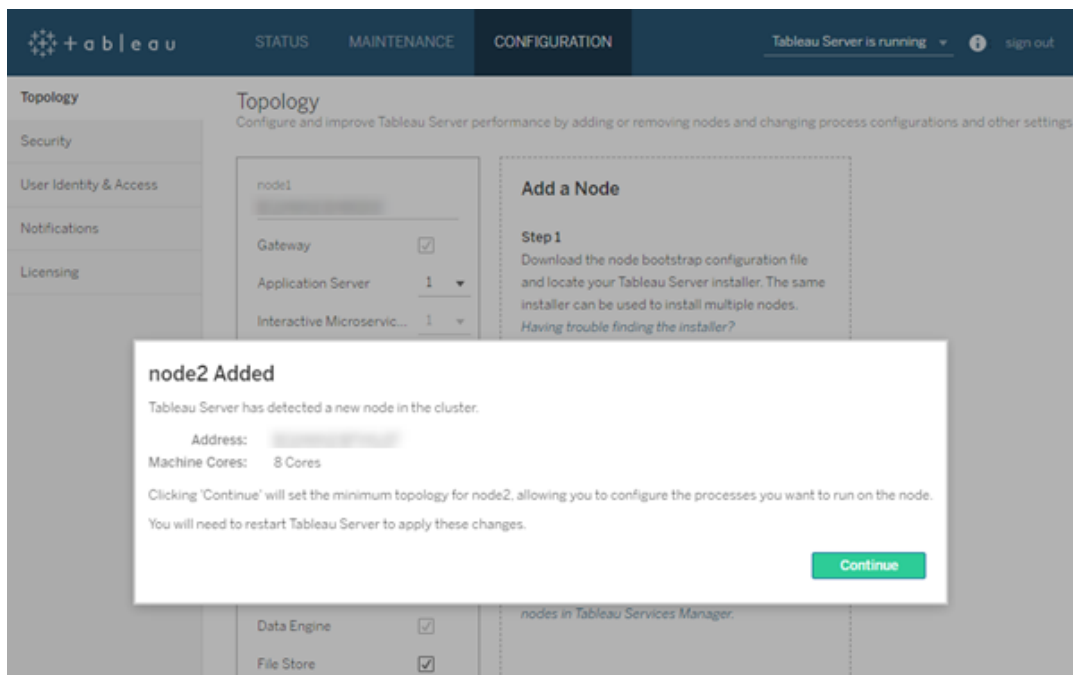 + a b | e a u
STATUS
MAINTENANCE
CONFIGURATION
Tableau Server is running
sign out
Topology
Security
User Identity & Access
Notifications
Licensing
Topology
Configure and improve Tableau Server performance by adding or removing nodes and changing process configurations and other settings
node1
Gateway
Application Server 1
Interactive Microservic... 1
Add a Node
Step 1
Download the node bootstrap configuration file
and locate your Tableau Server installer. The same
installer can be used to install multiple nodes.
Having trouble finding the installer?
node2 Added
Tableau Server has detected a new node in the cluster.
Address:
Machine Cores: 8 Cores
Clicking 'Continue' will set the minimum topology for node2, allowing you to configure the processes you want to run on the node.
You will need to restart Tableau Server to apply these changes.
Continue
Data Engine
File Store
nodes in Tableau Services Manager.